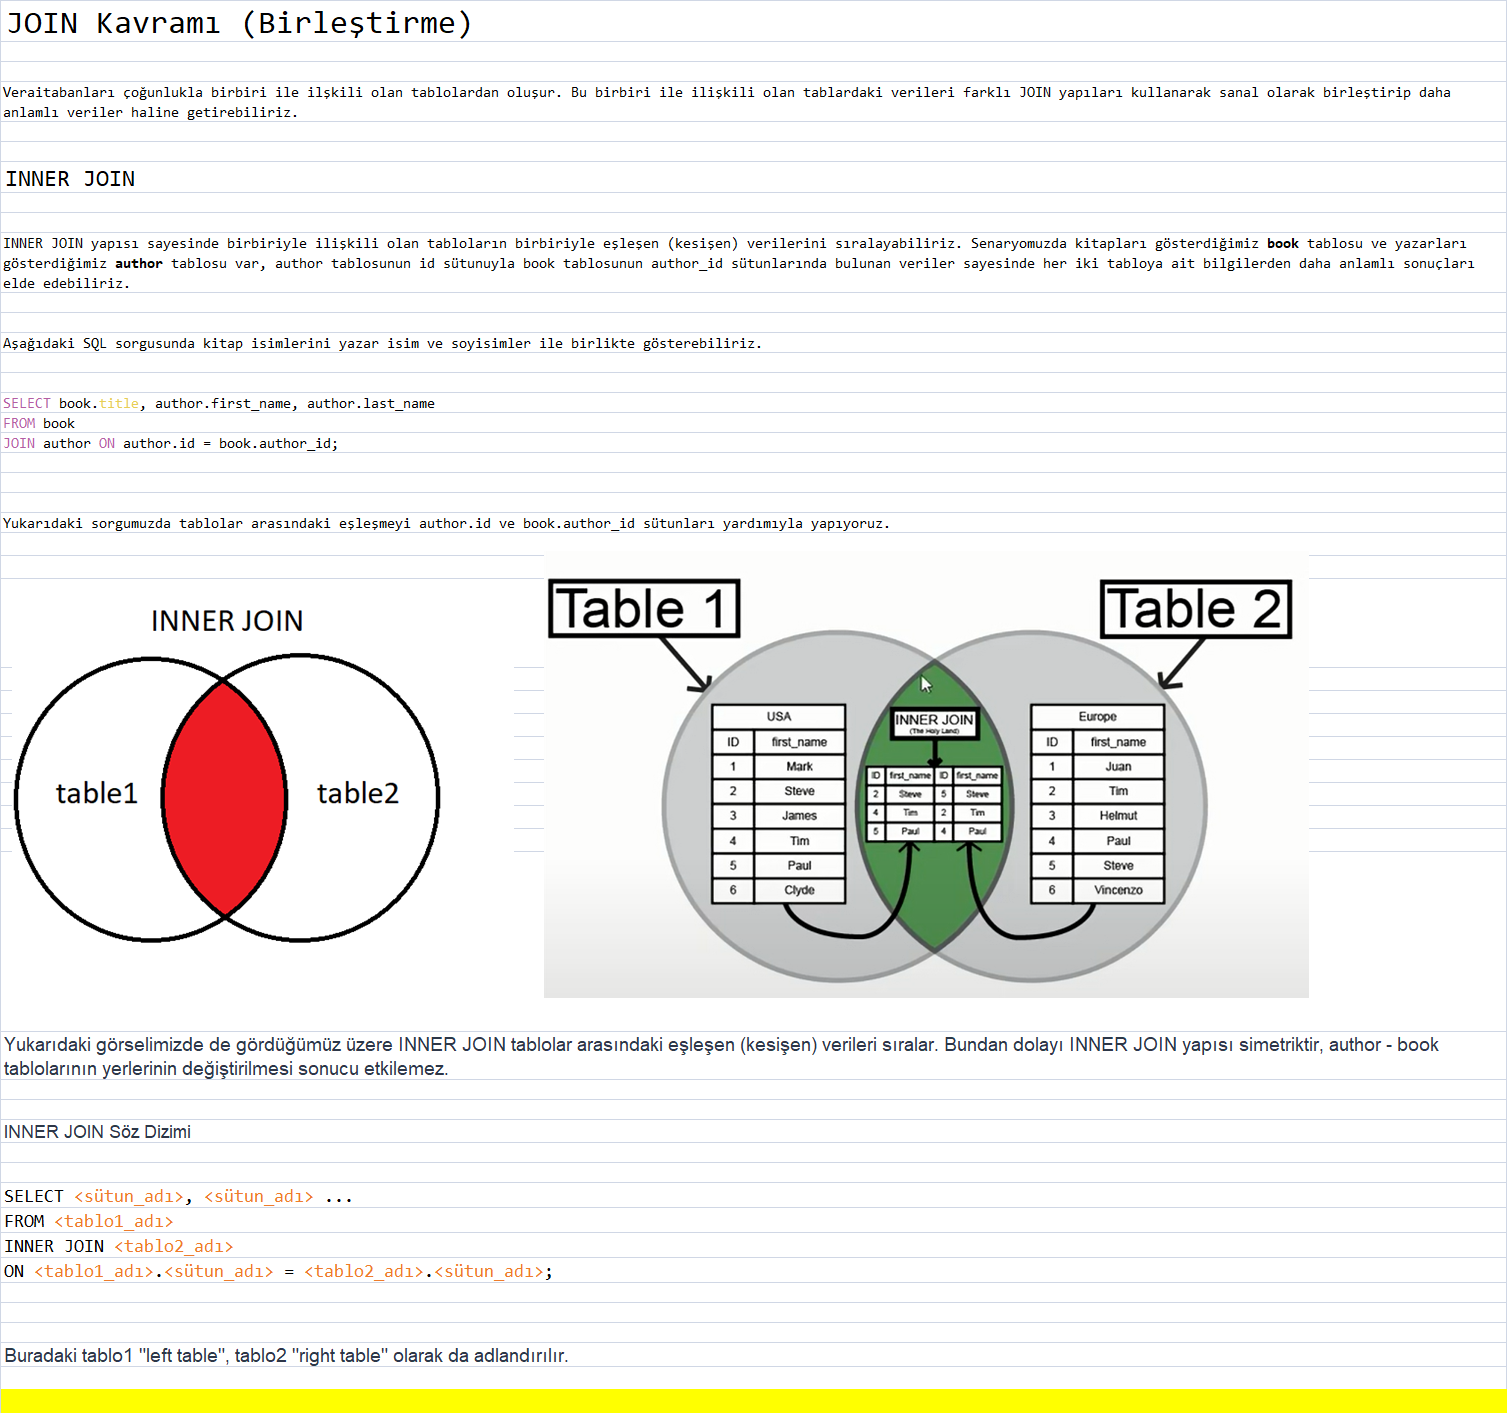 JOIN Kavramı (Birleştirme)
Veraitabanları çoğunlukla birbiri ile ilşkili olan tablolardan oluşur. Bu birbiri ile ilişkili olan tablardaki verileri farklı JOIN yapıları kullanarak sanal olarak birleştirip daha
anlamlı veriler haline getirebiliriz.
INNER JOIN
INNER JOIN yapısı sayesinde birbiriyle ilişkili olan tabloların birbiriyle eşleşen (kesişen) verilerini sıralayabiliriz. Senaryomuzda kitapları gösterdiğimiz book tablosu ve yazarları
gösterdiğimiz author tablosu var, author tablosunun id sütunuyla book tablosunun author_id sütunlarında bulunan veriler sayesinde her iki tabloya ait bilgilerden daha anlamlı sonuçları
elde edebiliriz.
Aşağıdaki SQL sorgusunda kitap isimlerini yazar isim ve soyisimler ile birlikte gösterebiliriz.
SELECT book.title, author.first_name, author.last_name
FROM book
JOIN author ON author.id = book.author_id;
Yukarıdaki sorgumuzda tablolar arasındaki eşleşmeyi author.id ve book.author_id sütunları yardımıyla yapıyoruz.
INNER JOIN
table1
table2
Table 1
Table 2
USA
ID first_name
1 Mark
2 Steve
3 James
4 Tim
5 Paul
6 Clyde
INNER JOIN
(The Holy Land)
ID first_name ID first_name
2 Steve 5 Steve
4 Tim 2 Tim
5 Paul 4 Paul
Europe
ID first_name
1 Juan
2 Tim
3 Helmut
4 Paul
5 Steve
6 Vincenzo
Yukarıdaki görselimizde de gördüğümüz üzere INNER JOIN tablolar arasındaki eşleşen (kesişen) verileri sıralar. Bundan dolayı INNER JOIN yapısı simetriktir, author - book
tablolarının yerlerinin değiştirilmesi sonucu etkilemez.
INNER JOIN Söz Dizimi
SELECT <sütun_adı>, <sütun_adı> ...
FROM <tablo1_adı>
INNER JOIN <tablo2_adı>
ON <tablo1_adı>.<sütun_adı> = <tablo2_adı>.<sütun_adı>;
Buradaki tablo1 "left table", tablo2 "right table" olarak da adlandırılır.